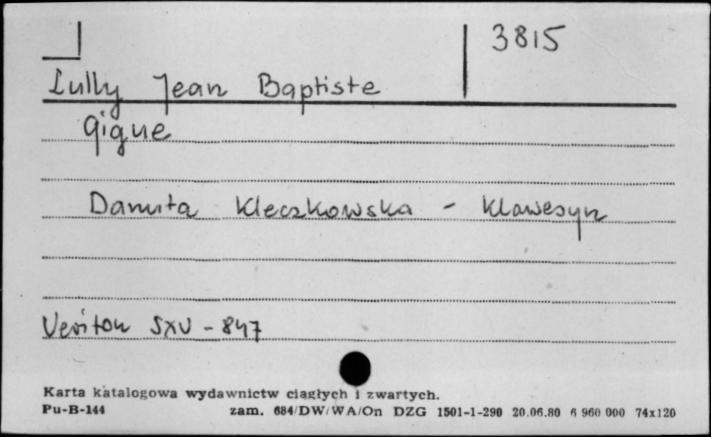 3815
Lully Jean Baptiste
Gigue
Danuta Kleczkowska - Klawesyn
Veriton SXV - 847
Karta katalogowa wydawnictw ciągłych i zwartych.
Pu-B-144 zam. 684/DW/WA/On DZG 1501-1-290 20.06.80 6 960 000 74x120